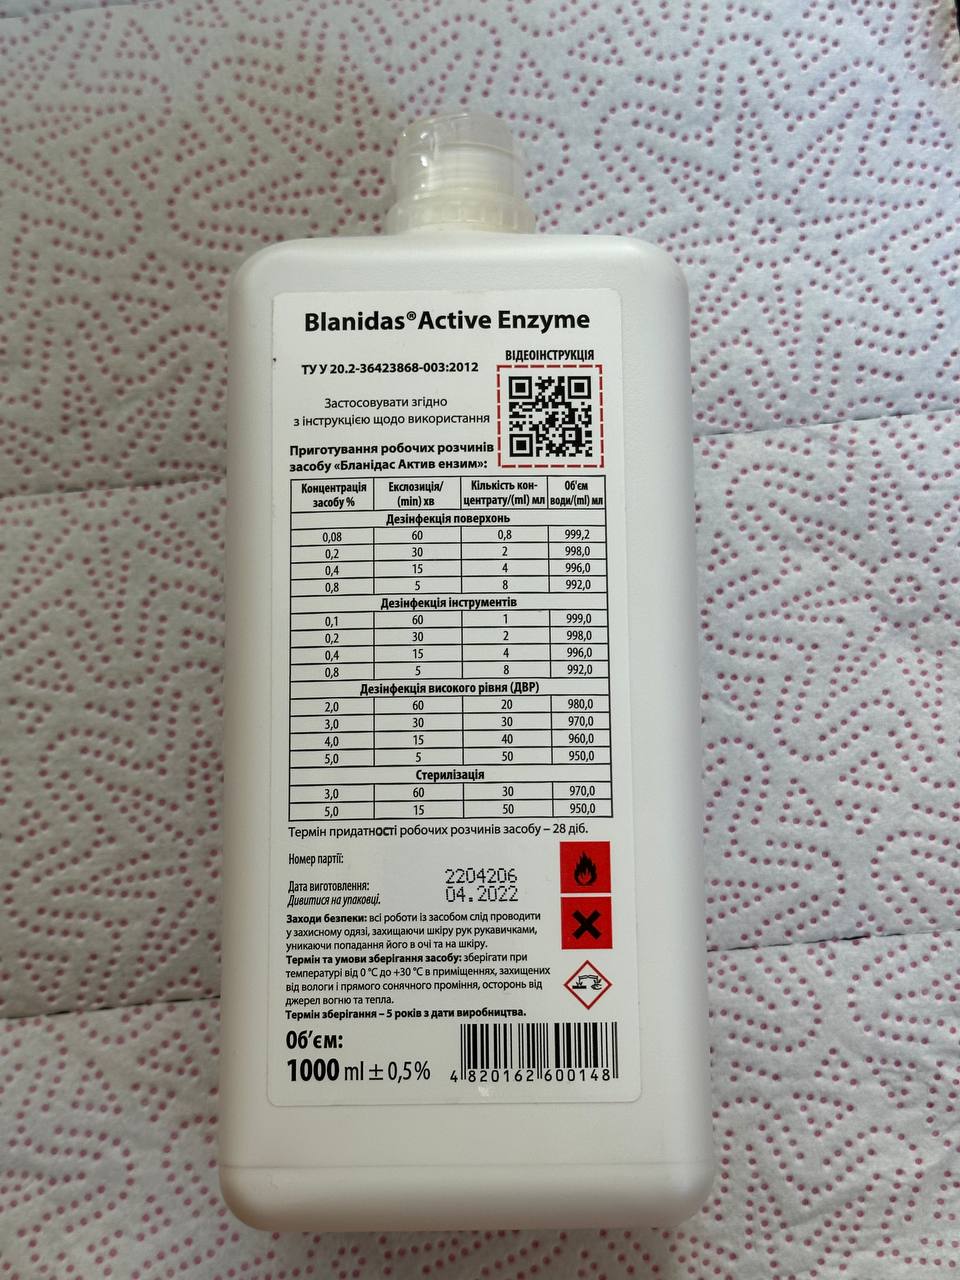 Blanidas® Active Enzyme
ВІДЕОІНСТРУКЦІЯ
ТУ У 20.2-36423868-003:2012
Застосовувати згідно
з інструкцією щодо використання
Приготування робочих розчинів
засобу «Бланідас Актив ензим»:
Концентрація засобу % Експозиція/ (min) хв Кількість кон- центрату/(ml) мл Об'єм води/(ml) мл
Дезінфекція поверхонь
0,08 60 0,8 999,2
0,2 30 2 998,0
0,4 15 4 996,0
0,8 5 8 992,0
Дезінфекція інструментів
0,1 60 1 999,0
0,2 30 2 998,0
0,4 15 4 996,0
0,8 5 8 992,0
Дезінфекція високого рівня (ДВР)
2,0 60 20 980,0
3,0 30 30 970,0
4,0 15 40 960,0
5,0 5 50 950,0
Стерилізація
3,0 60 30 970,0
5,0 15 50 950,0
Термін придатності робочих розчинів засобу – 28 діб.
Номер партії:
2204206
Дата виготовлення:
04.2022
Дивитися на упаковці.
Заходи безпеки: всі роботи із засобом слід проводити
у захисному одязі, захищаючи шкіру рук рукавичками,
уникаючи попадання його в очі та на шкіру.
Термін та умови зберігання засобу: зберігати при
температурі від 0 °C до +30 °C в приміщеннях, захищених
від вологи і прямого сонячного проміння, осторонь від
джерел вогню та тепла.
Термін зберігання – 5 років з дати виробництва.
Об'єм:
1000 ml ± 0,5%
4 820162 600148